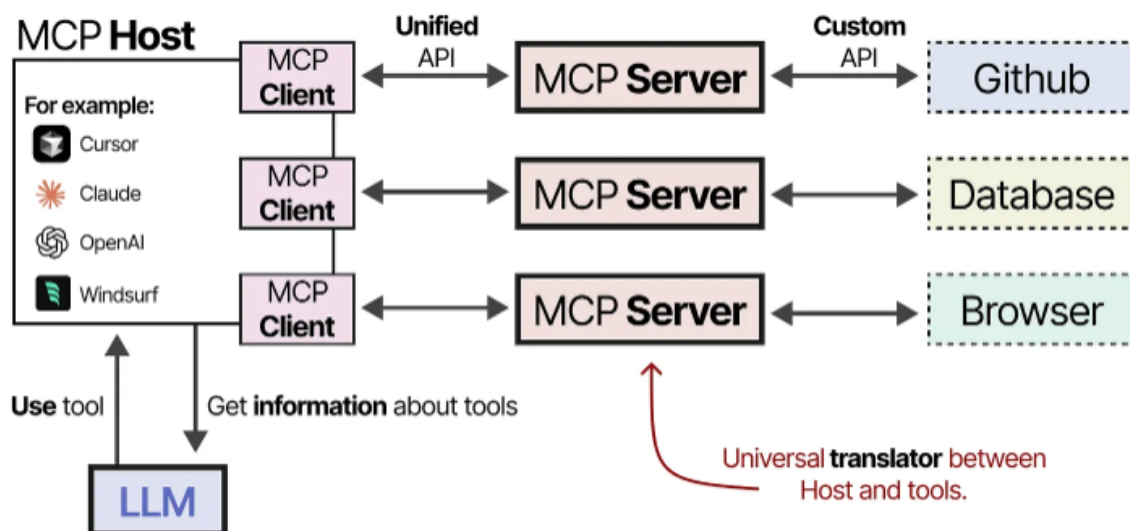 MCP Host
For example:
Cursor
Claude
OpenAI
Windsurf
MCP
Client
Unified
API
MCP Server
Custom
API
Github
MCP
Client
MCP Server
Database
MCP
Client
MCP Server
Browser
Use tool
Get information about tools
LLM
Universal translator between
Host and tools.